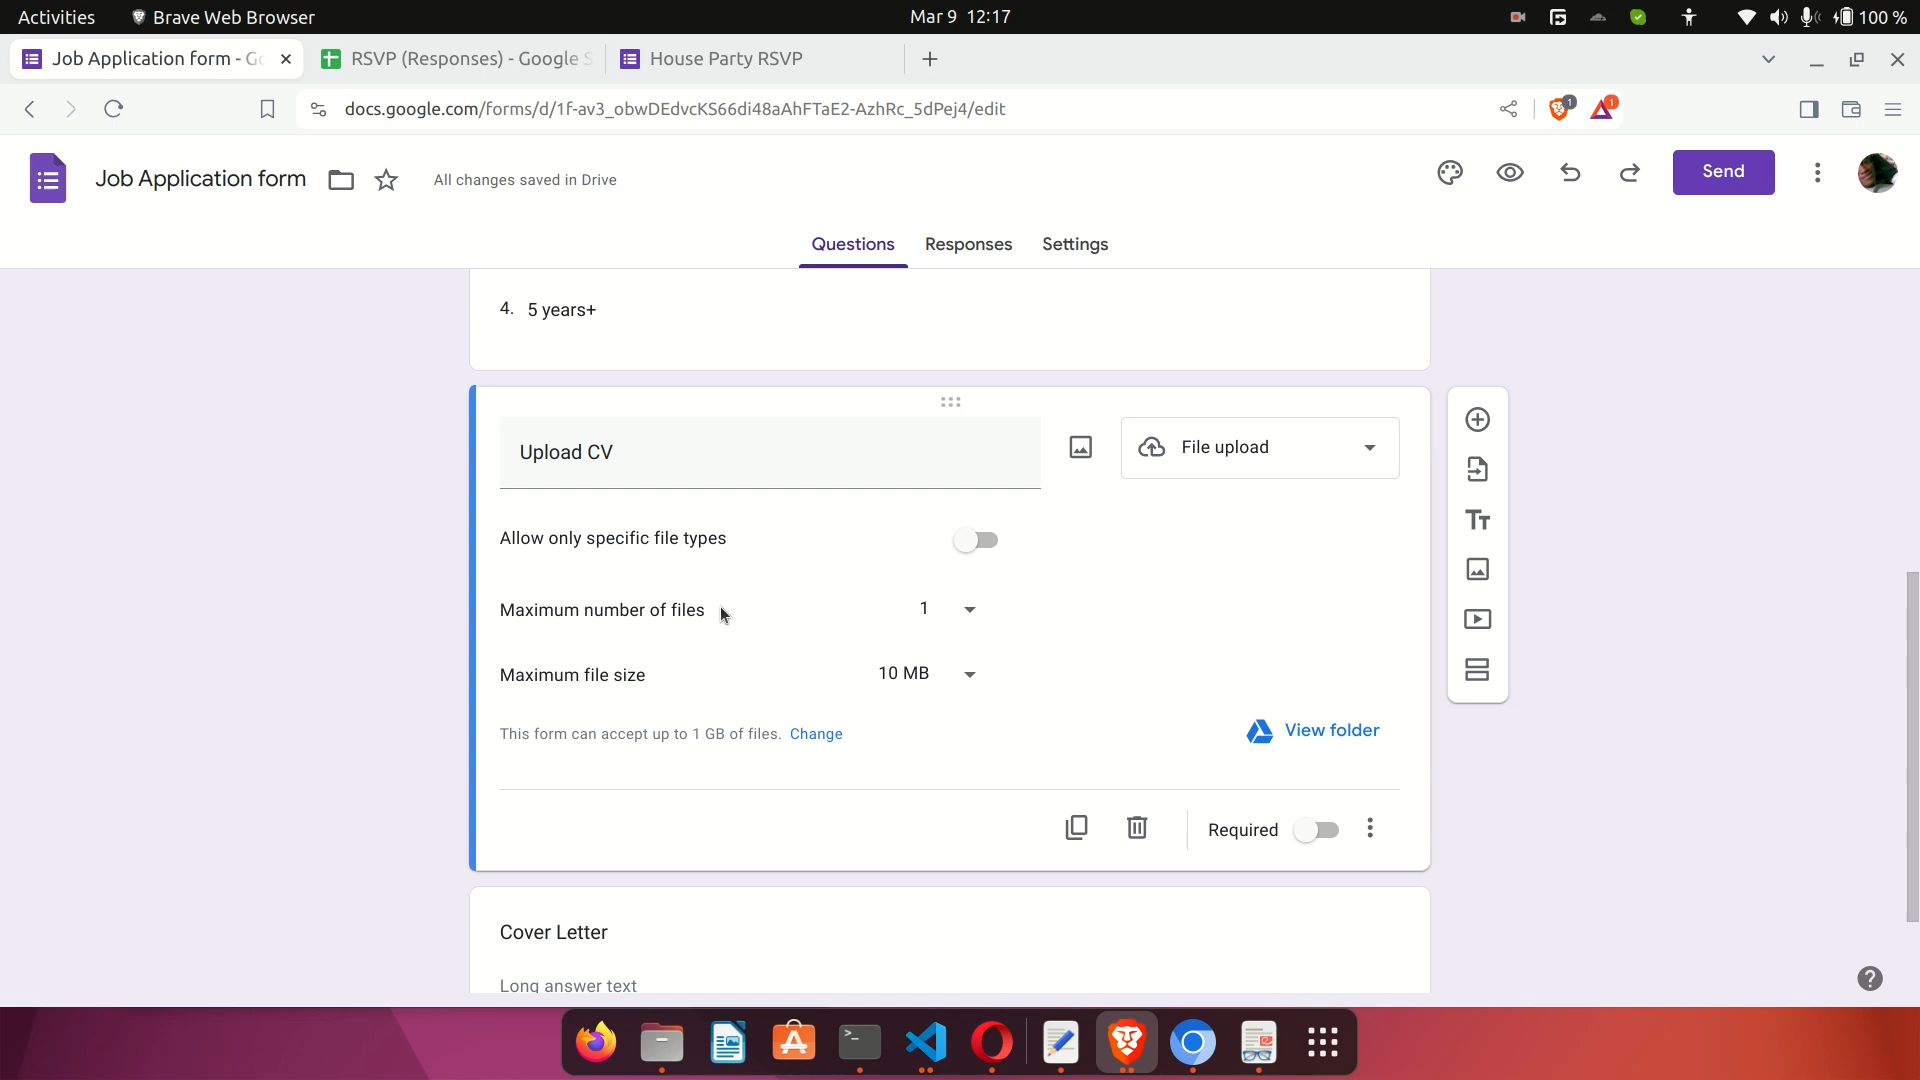 Activities
Brave Web Browser
Mar 9 12:17
100 %
Job Application form - G
RSVP (Responses) - Google S
House Party RSVP
docs.google.com/forms/d/1f-av3_obwDEdvcKS66di48aAhFTaE2-AzhRc_5dPej4/edit
1
1
Job Application form
All changes saved in Drive
Send
Questions
Responses
Settings
4. 5 years+
Upload CV
File upload
Allow only specific file types
Maximum number of files
1
Maximum file size
10 MB
This form can accept up to 1 GB of files. Change
View folder
Required
Cover Letter
Long answer text